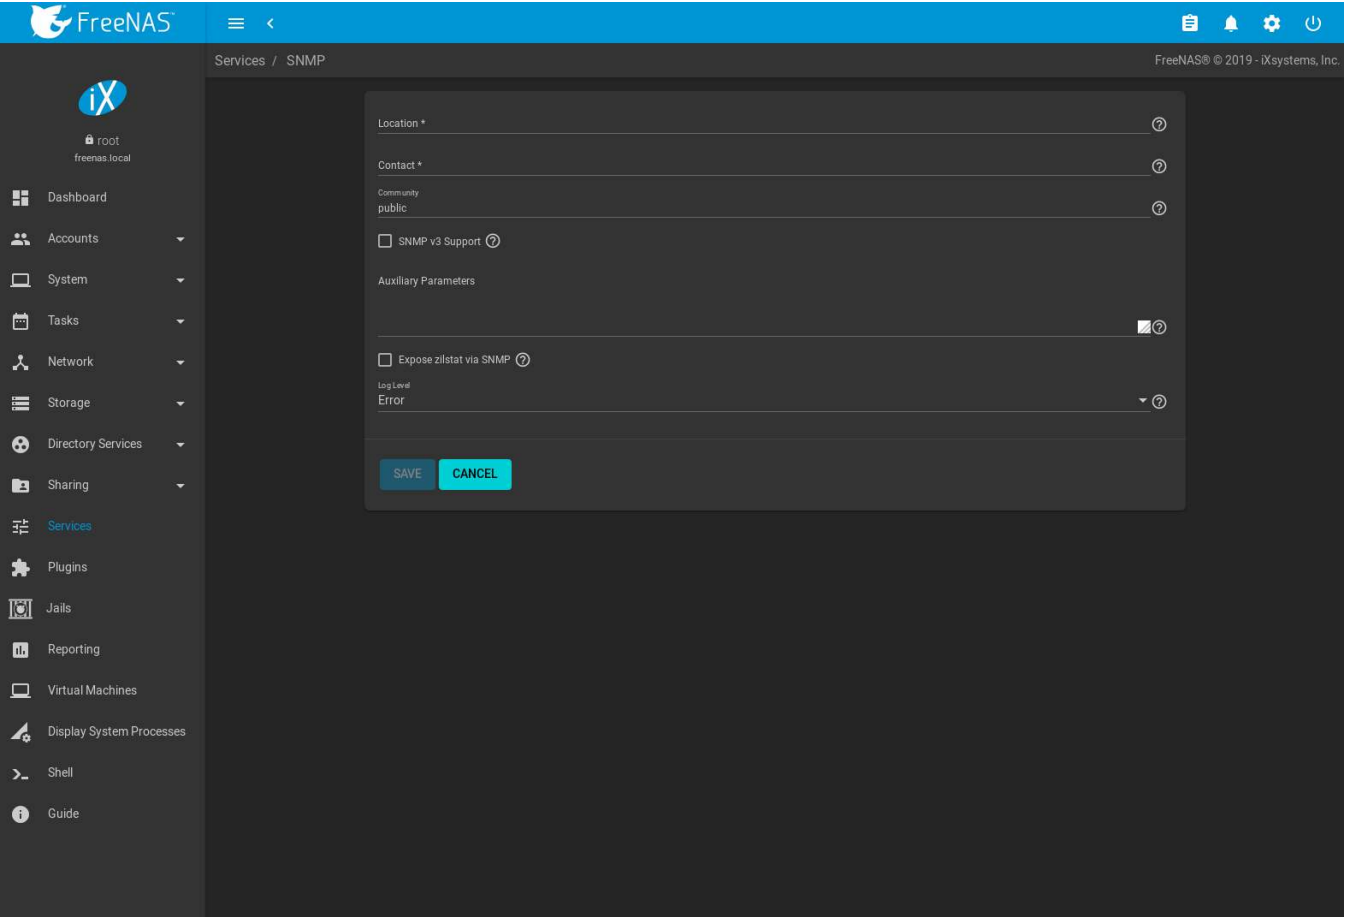 FreeNAS
Services / SNMP
FreeNAS® © 2019 - iXsystems, Inc.
iX
root
freenas.local
Dashboard
Accounts
System
Tasks
Network
Storage
Directory Services
Sharing
Services
Plugins
Jails
Reporting
Virtual Machines
Display System Processes
Shell
Guide
Location *
Contact *
Community
public
SNMP v3 Support
Auxiliary Parameters
Expose zilstat via SNMP
Log Level
Error
SAVE CANCEL